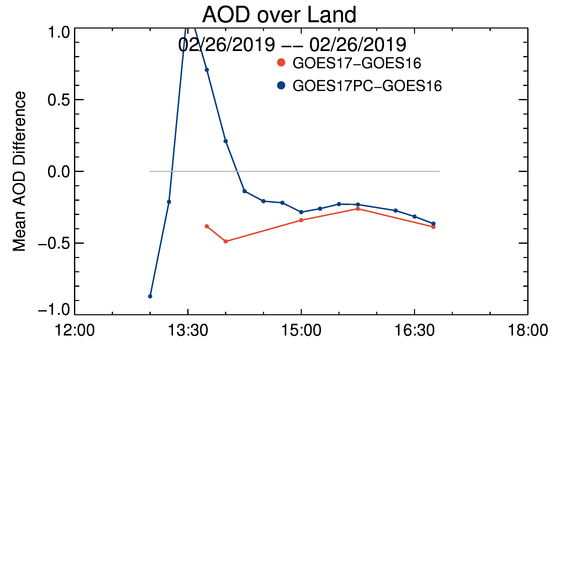 AOD over Land
02/26/2019 −− 02/26/2019
GOES17−GOES16
GOES17PC−GOES16
Mean AOD Difference
1.0
0.5
0.0
−0.5
−1.0
12:00 13:30 15:00 16:30 18:00